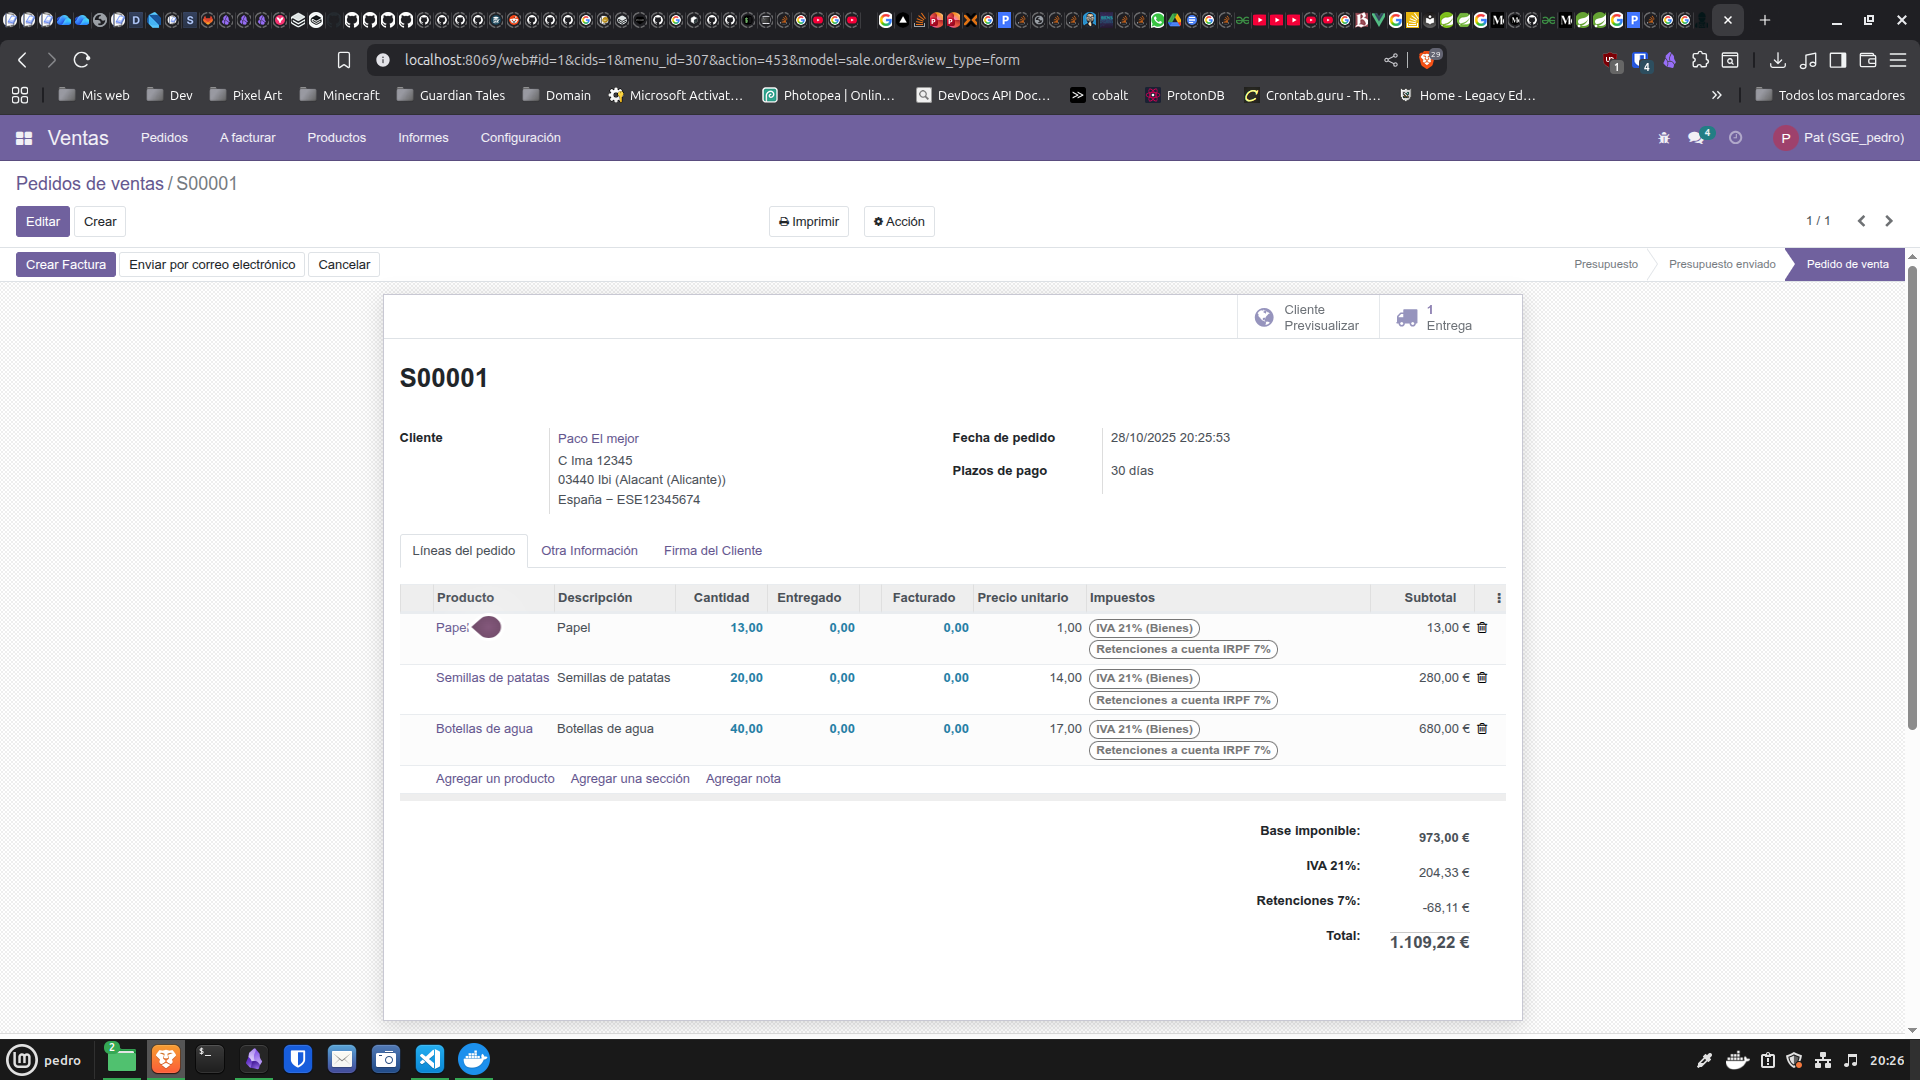 localhost:8069/web#id=1&cids=1&menu_id=307&action=453&model=sale.order&view_type=form
29
1
4
Mis web
Dev
Pixel Art
Minecraft
Guardian Tales
Domain
Microsoft Activat...
Photopea | Onlin...
DevDocs API Doc...
cobalt
ProtonDB
Crontab.guru - Th...
Home - Legacy Ed...
Todos los marcadores
Ventas
Pedidos
A facturar
Productos
Informes
Configuración
4
P
Pat (SGE_pedro)
Pedidos de ventas / S00001
Editar
Crear
Imprimir
Acción
1 / 1
Crear Factura
Enviar por correo electrónico
Cancelar
Presupuesto
Presupuesto enviado
Pedido de venta
Cliente
Previsualizar
1
Entrega
S00001
Cliente
Paco El mejor
C Ima 12345
03440 Ibi (Alacant (Alicante))
España – ESE12345674
Fecha de pedido
28/10/2025 20:25:53
Plazos de pago
30 días
Líneas del pedido
Otra Información
Firma del Cliente
Producto Descripción Cantidad Entregado Facturado Precio unitario Impuestos Subtotal
Papel Papel 13,00 0,00 0,00 1,00 IVA 21% (Bienes) 13,00 €
Retenciones a cuenta IRPF 7%
Semillas de patatas Semillas de patatas 20,00 0,00 0,00 14,00 IVA 21% (Bienes) 280,00 €
Retenciones a cuenta IRPF 7%
Botellas de agua Botellas de agua 40,00 0,00 0,00 17,00 IVA 21% (Bienes) 680,00 €
Retenciones a cuenta IRPF 7%
Agregar un producto
Agregar una sección
Agregar nota
Base imponible: 973,00 €
IVA 21%: 204,33 €
Retenciones 7%: -68,11 €
Total: 1.109,22 €
pedro
2
20:26